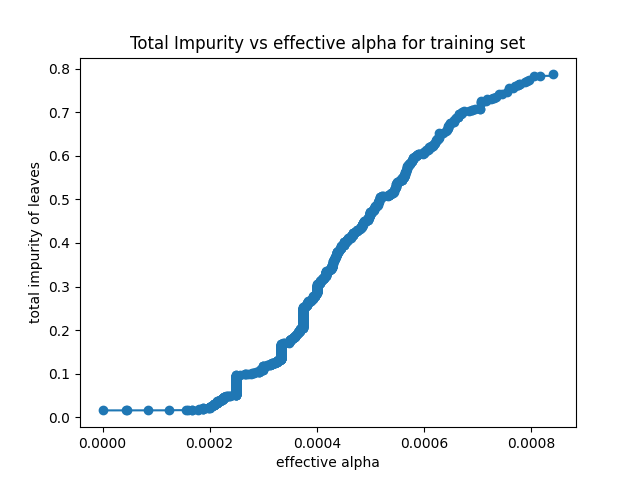 Total Impurity vs effective alpha for training set
total impurity of leaves
0.8
0.7
0.6
0.5
0.4
0.3
0.2
0.1
0.0
0.0000 0.0002 0.0004 0.0006 0.0008
effective alpha